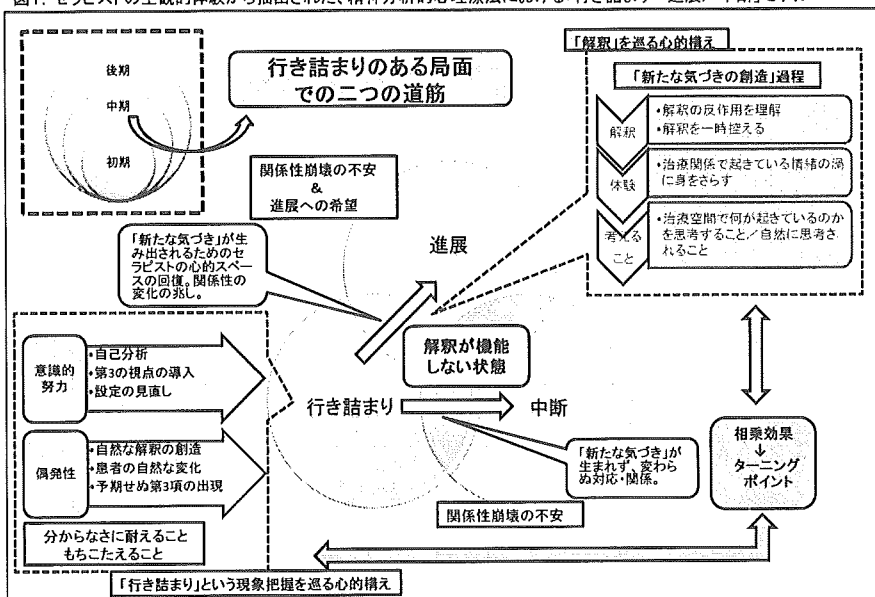 後期
中期
初期
行き詰まりのある局面
での二つの道筋
「解釈」を巡る心的構え
「新たな気づきの創造」過程
解釈
・解釈の反作用を理解
・解釈を一時控える
体験
・治療関係で起きている情緒の渦
に身をさらす
考える
こと
・治療空間で何が起きているのか
を思考すること/自然に思考さ
れること
関係性崩壊の不安
&
進展への希望
「新たな気づき」が生
み出されるためのセ
ラピストの心的スペー
スの回復。関係性の
変化の兆し。
進展
解釈が機能
しない状態
行き詰まり
中断
意識的
努力
・自己分析
・第3の視点の導入
・設定の見直し
偶発性
・自然な解釈の創造
・患者の自然な変化
・予期せぬ第3項の出現
分からなさに耐えること
もちこたえること
「新たな気づき」が
生まれず、変わら
ぬ対応・関係。
関係性崩壊の不安
相乗効果
↓
ターニング
ポイント
「行き詰まり」という現象把握を巡る心的構え